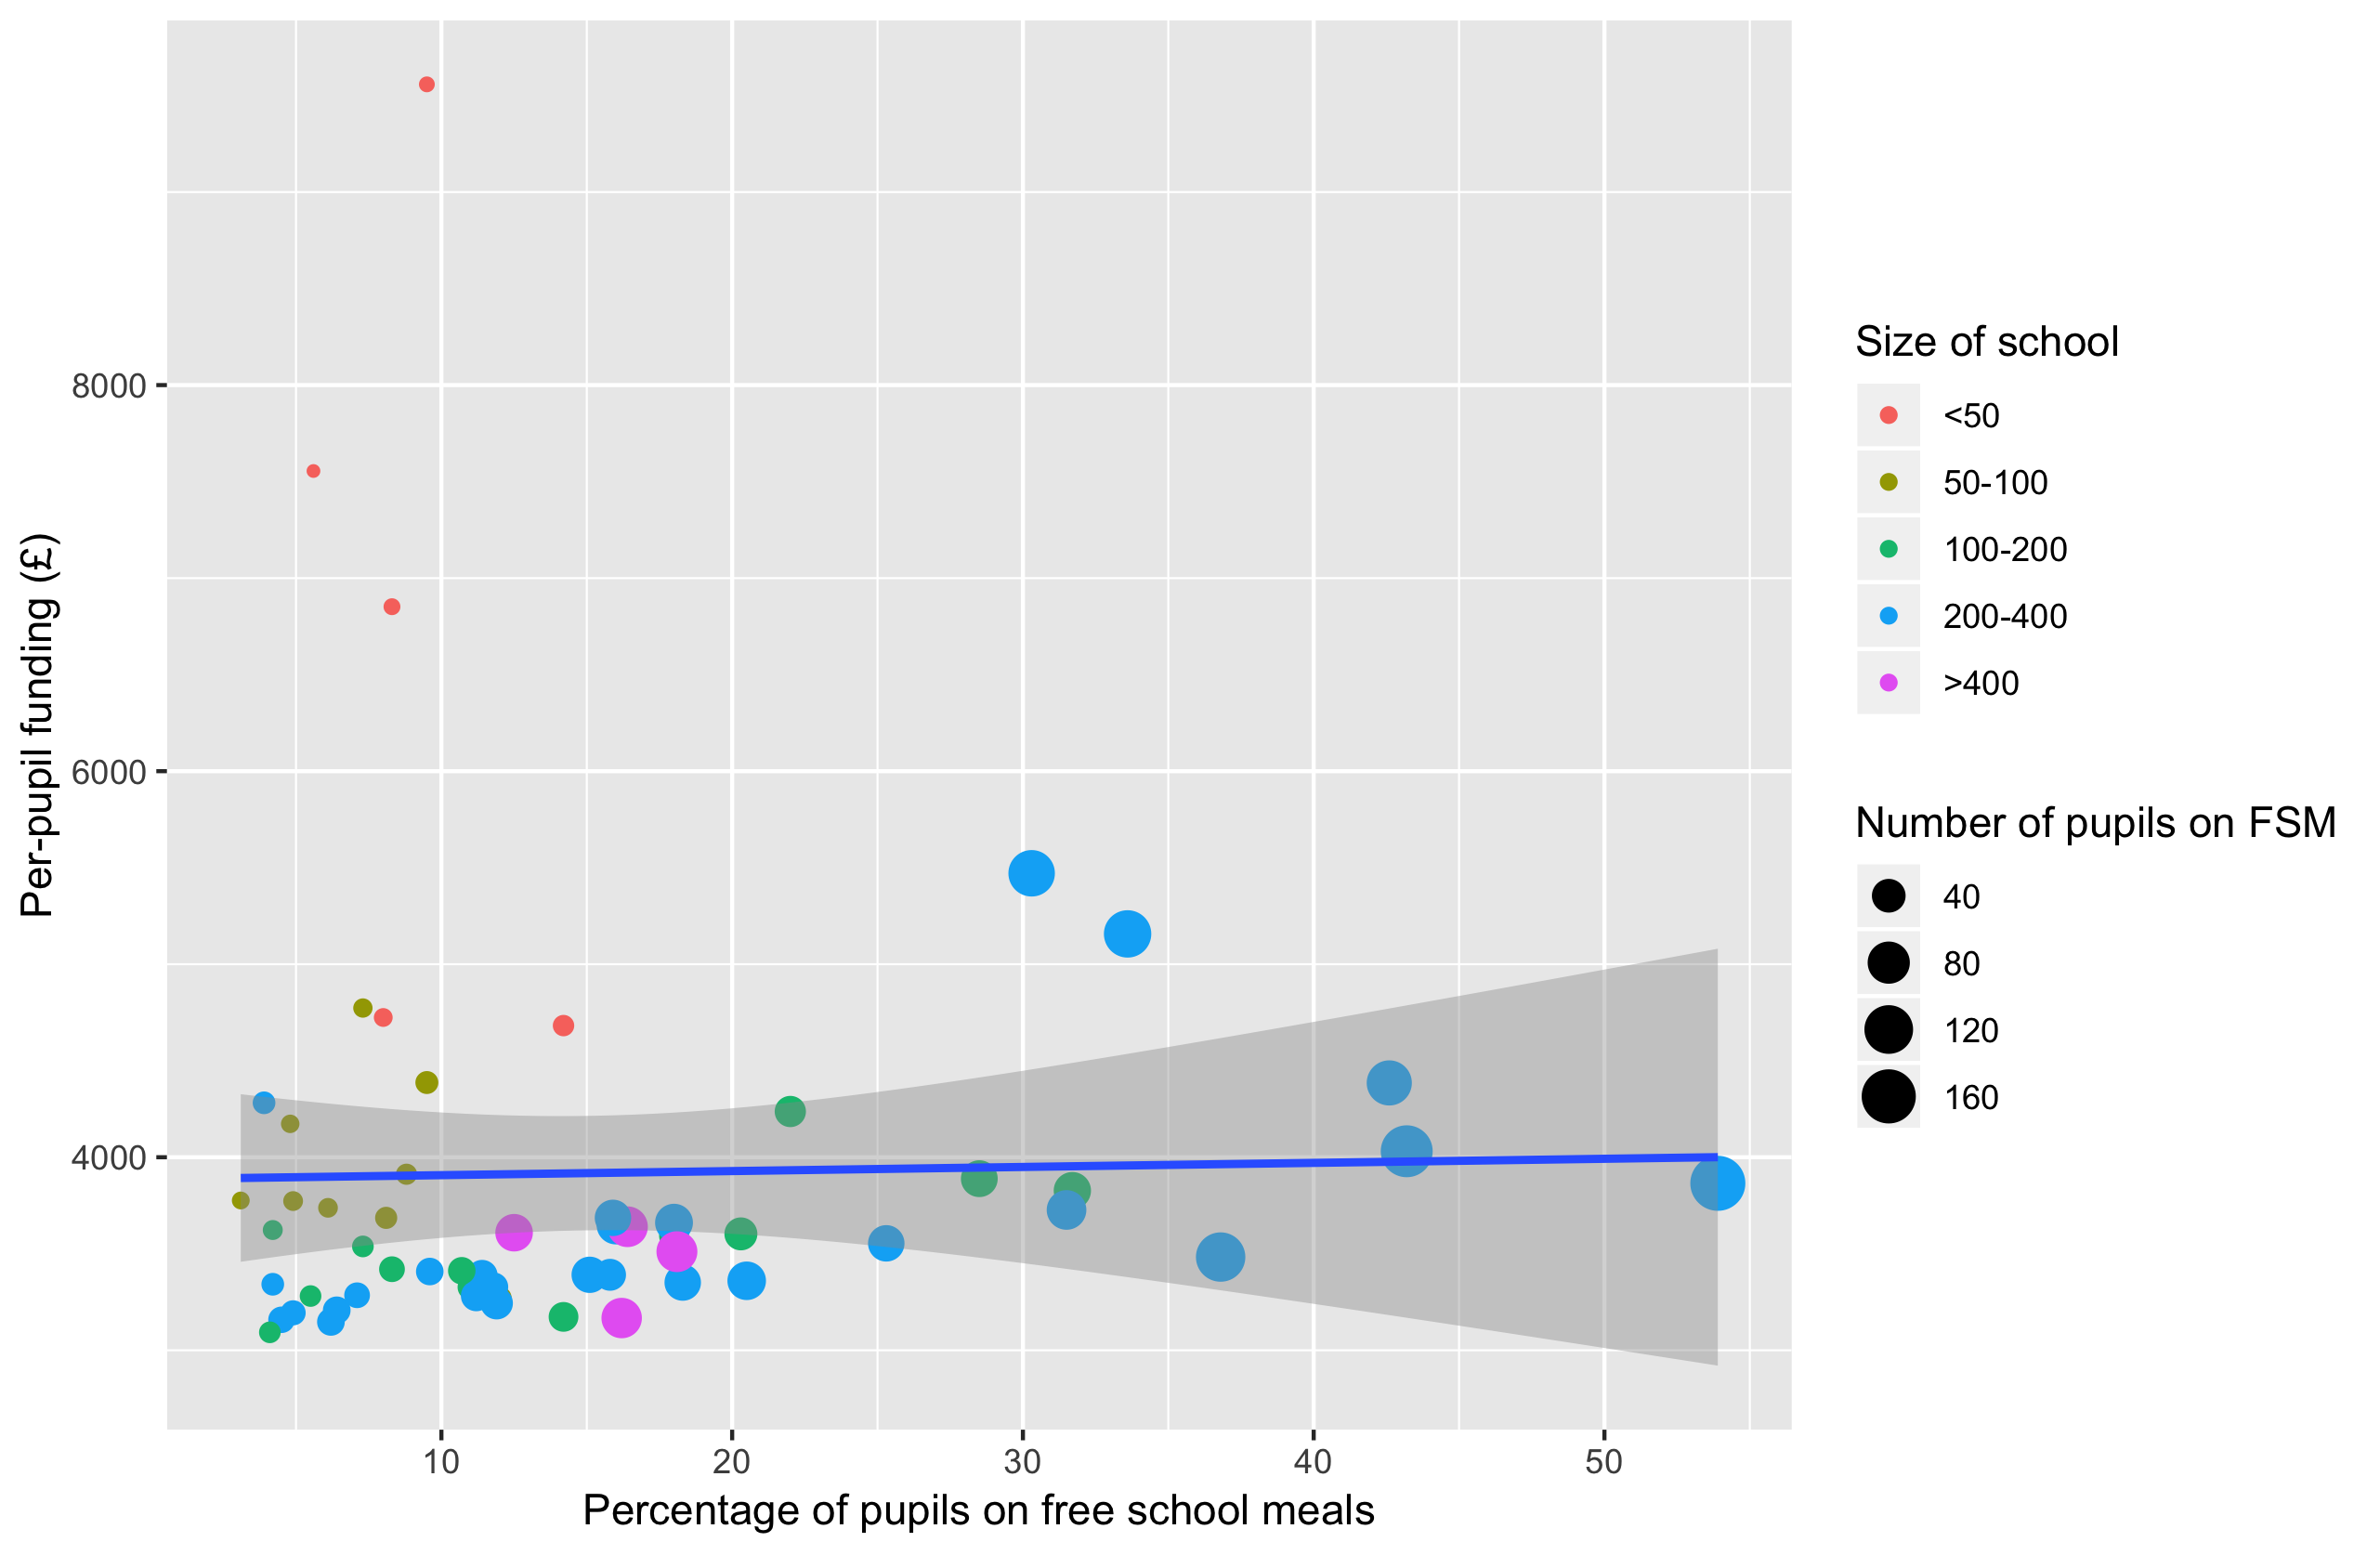 Per-pupil funding (£)
8000
6000
4000
10 20 30 40 50
Percentage of pupils on free school meals
Size of school
<50
50-100
100-200
200-400
>400
Number of pupils on FSM
40
80
120
160